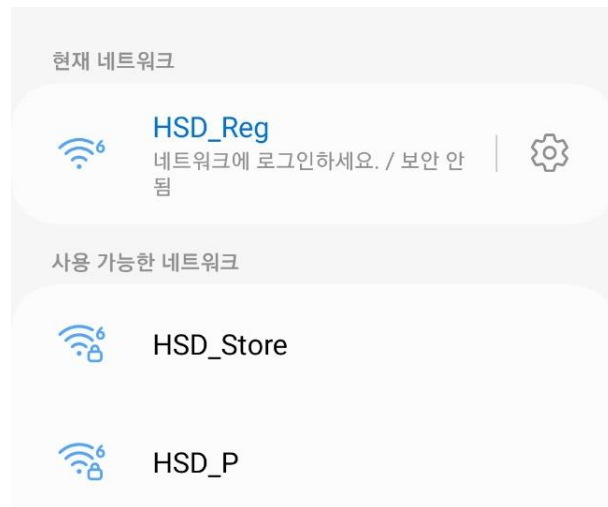 현재 네트워크
HSD_Reg
네트워크에 로그인하세요. / 보안 안
됨
사용 가능한 네트워크
HSD_Store
HSD_P